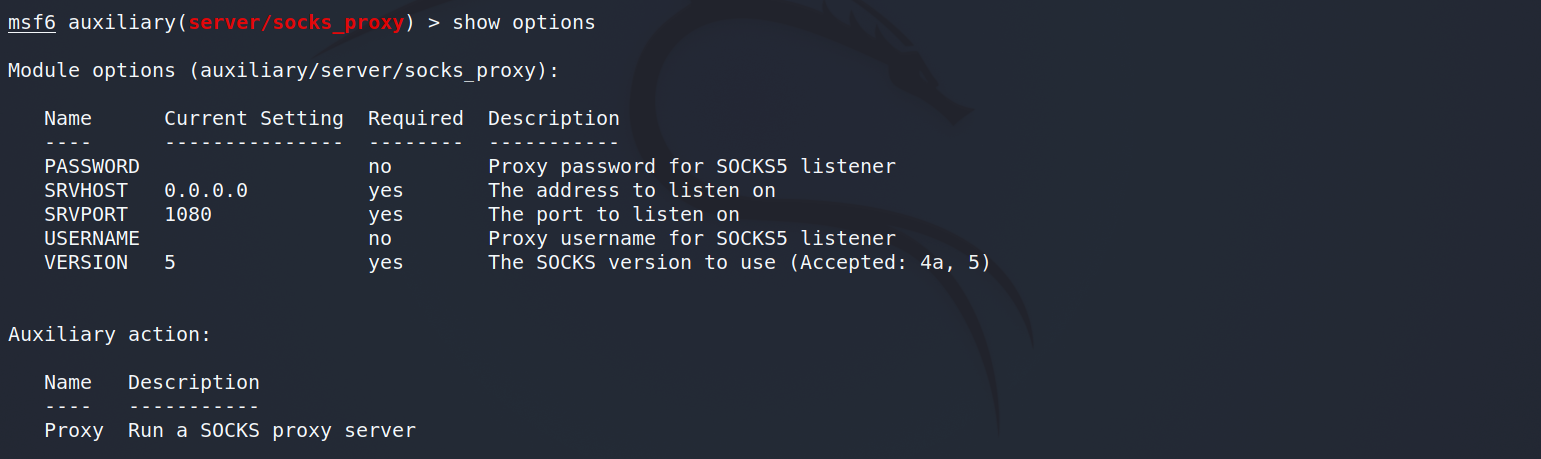 msf6 auxiliary(server/socks_proxy) > show options
Module options (auxiliary/server/socks_proxy):
Name Current Setting Required Description
---- --------------- -------- -----------
PASSWORD no Proxy password for SOCKS5 listener
SRVHOST 0.0.0.0 yes The address to listen on
SRVPORT 1080 yes The port to listen on
USERNAME no Proxy username for SOCKS5 listener
VERSION 5 yes The SOCKS version to use (Accepted: 4a, 5)
Auxiliary action:
Name Description
---- -----------
Proxy Run a SOCKS proxy server